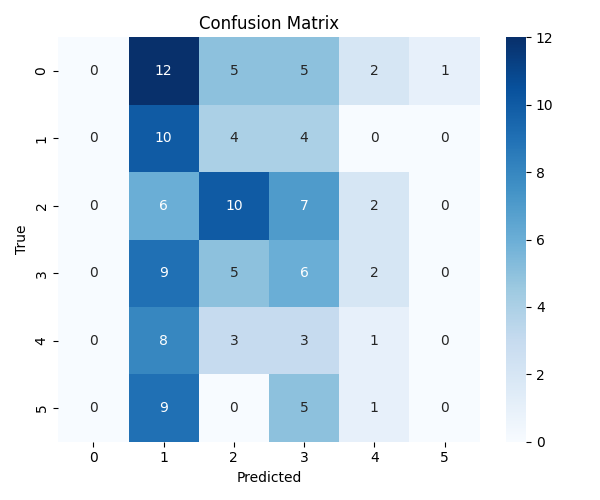 Confusion Matrix
True
0 0 12 5 5 2 1
1 0 10 4 4 0 0
2 0 6 10 7 2 0
3 0 9 5 6 2 0
4 0 8 3 3 1 0
5 0 9 0 5 1 0
0 1 2 3 4 5
Predicted
12
10
8
6
4
2
0